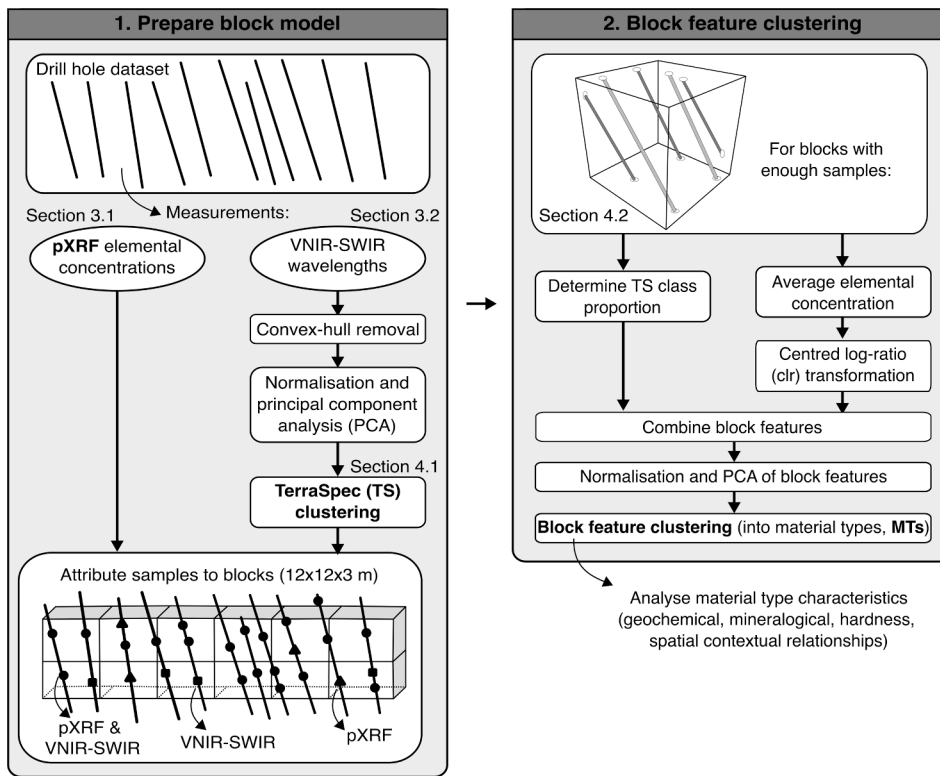 1. Prepare block model
Drill hole dataset
Measurements:
Section 3.1
pXRF elemental
concentrations
Section 3.2
VNIR-SWIR
wavelengths
Convex-hull removal
Normalisation and
principal component
analysis (PCA)
Section 4.1
TerraSpec (TS)
clustering
Attribute samples to blocks (12x12x3 m)
pXRF &
VNIR-SWIR
VNIR-SWIR
pXRF
2. Block feature clustering
For blocks with
enough samples:
Section 4.2
Determine TS class
proportion
Average elemental
concentration
Centred log-ratio
(clr) transformation
Combine block features
Normalisation and PCA of block features
Block feature clustering (into material types, MTs)
Analyse material type characteristics
(geochemical, mineralogical, hardness,
spatial contextual relationships)